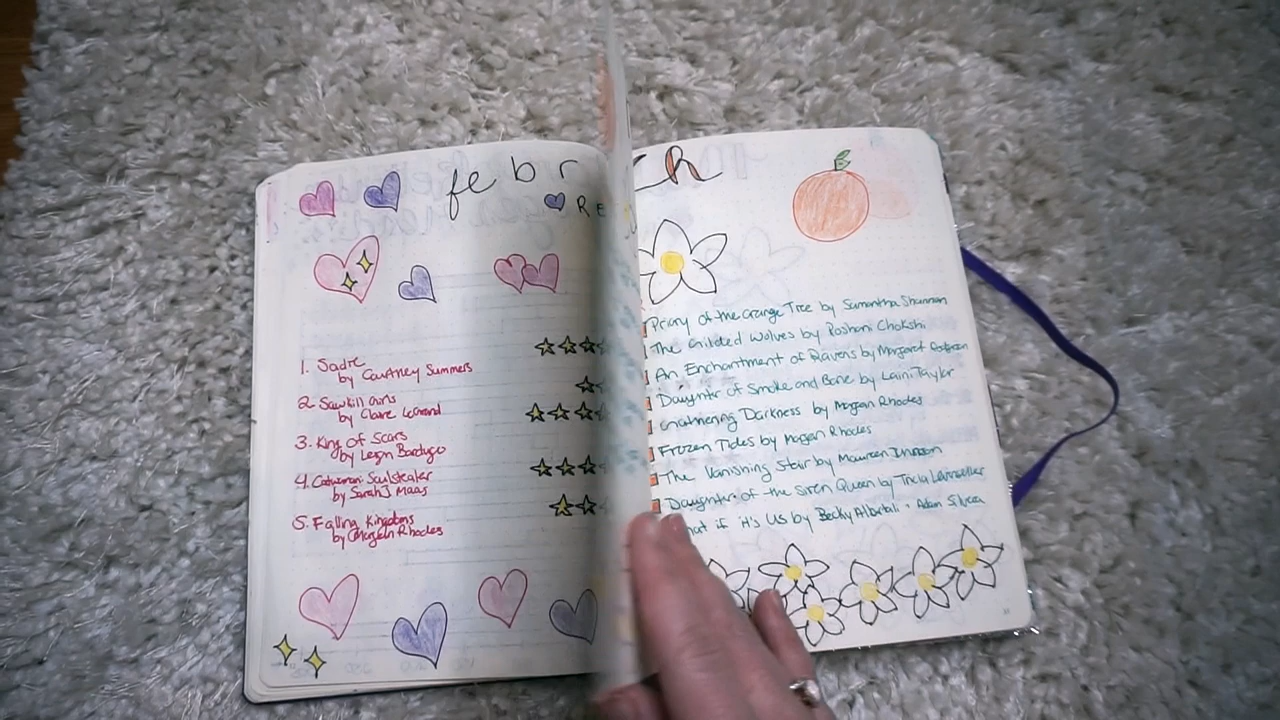 febr
RE
1. Sadie
by Courtney Summers
2. Sawkill Girls
by Claire Legrand
3. King of Scars
by Leigh Bardugo
4. Catwoman: Soulstealer
by Sarah J Maas
5. Falling Kingdoms
by Morgan Rhodes
ch
Priory of the Orange Tree by Samantha Shannon
The Gilded Wolves by Roshani Chokshi
An Enchantment of Ravens by Margaret Rogerson
Daughter of Smoke and Bone by Laini Taylor
Gathering Darkness by Morgan Rhodes
Frozen Tides by Morgan Rhodes
The Vanishing Stair by Maureen Johnson
Daughter of the Siren Queen by Tricia Levenseller
hat if it's Us by Becky Albertalli + Adam Silvera